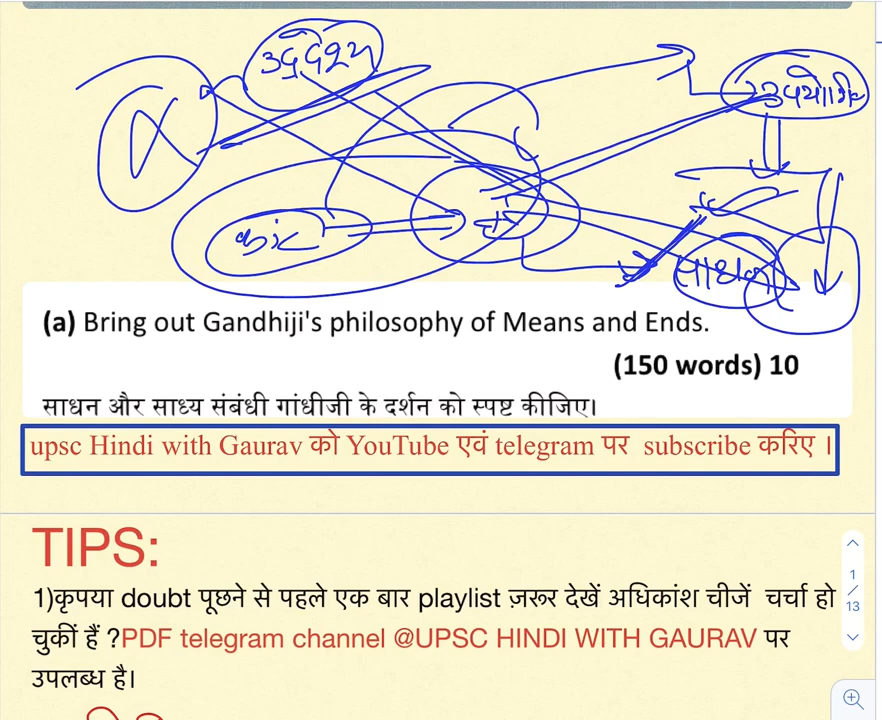 उद्देश्य
कांट
(a) Bring out Gandhiji's philosophy of Means and Ends.
(150 words) 10
साधन और साध्य संबंधी गांधीजी के दर्शन को स्पष्ट कीजिए।
upsc Hindi with Gaurav को YouTube एवं telegram पर subscribe करिए ।
TIPS:
1)कृपया doubt पूछने से पहले एक बार playlist ज़रूर देखें अधिकांश चीजें चर्चा हो
चुकीं हैं ?PDF telegram channel @UPSC HINDI WITH GAURAV पर
उपलब्ध है।
1
/
13